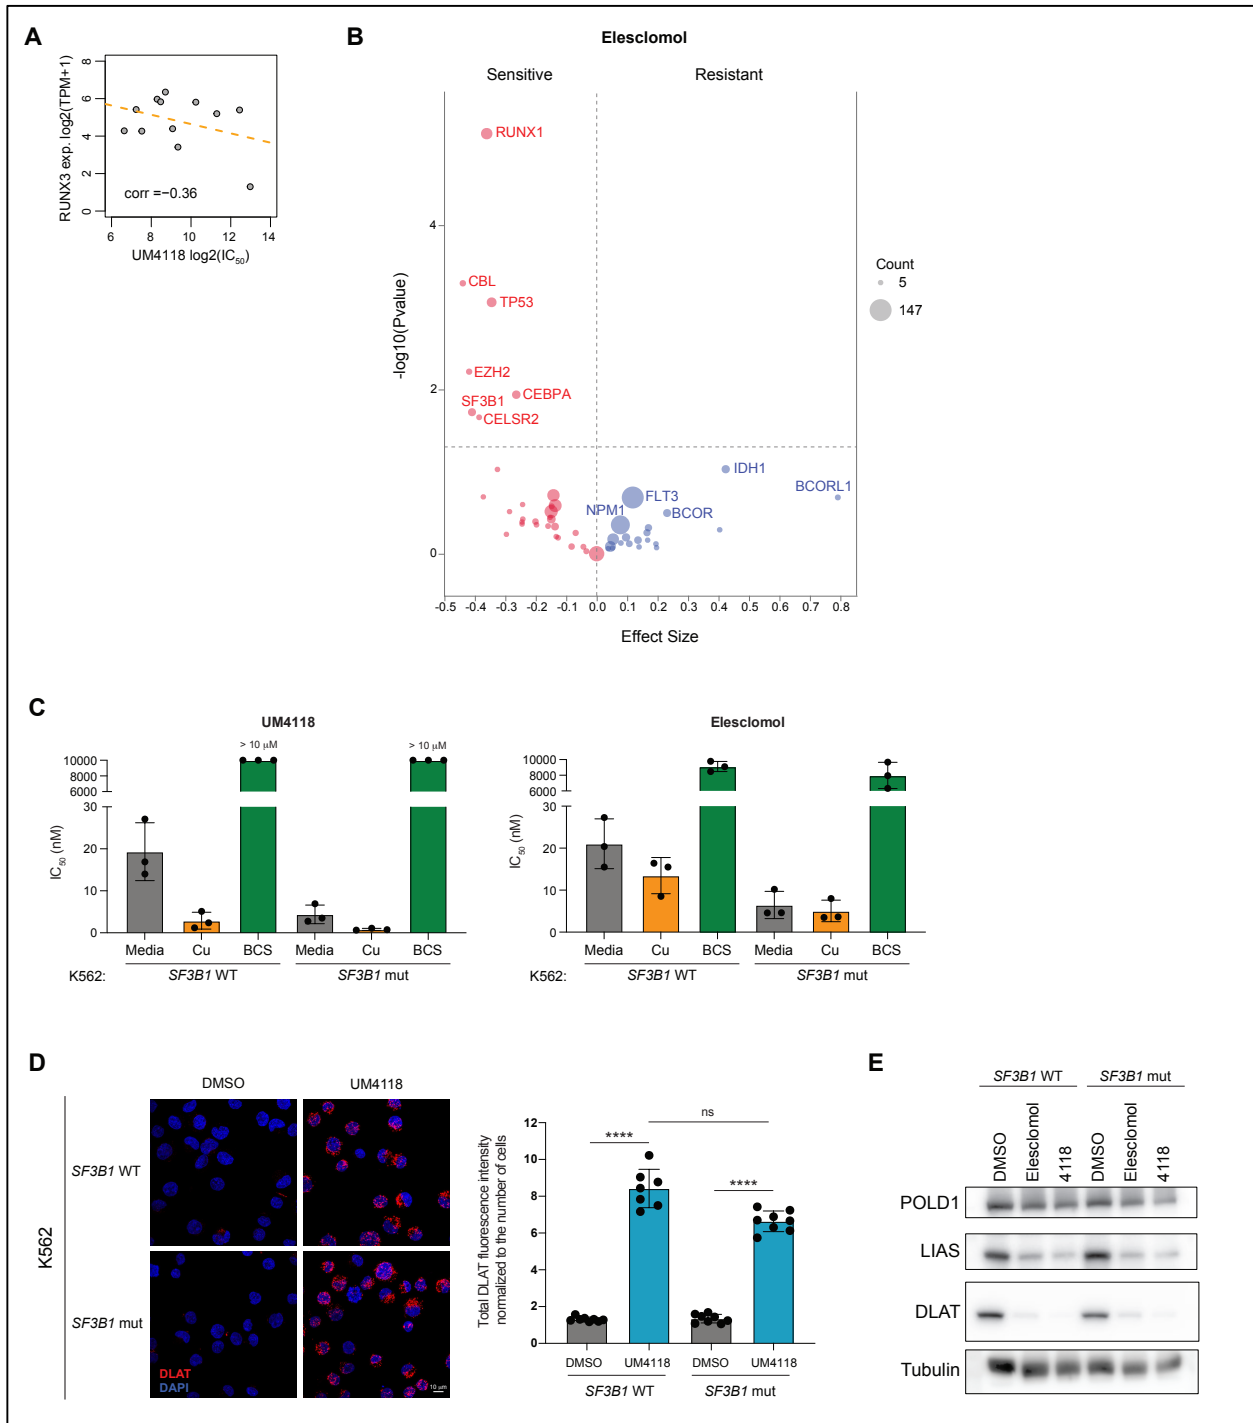 A
RUNX3 exp. log2(TPM+1)
8
6
4
2
0
corr =−0.36
6 8 10 12 14
UM4118 log2(IC50)
B
Elesclomol
Sensitive Resistant
-log10(Pvalue)
4
2
0
RUNX1
CBL
TP53
EZH2
CEBPA
SF3B1
CELSR2
IDH1
BCORL1
FLT3
NPM1
BCOR
Count
5
147
-0.5 -0.4 -0.3 -0.2 -0.1 0.0 0.1 0.2 0.3 0.4 0.5 0.6 0.7 0.8
Effect Size
C
UM4118
> 10 µM > 10 µM
IC50 (nM)
10000
8000
6000
30
20
10
0
Media Cu BCS Media Cu BCS
K562: SF3B1 WT SF3B1 mut
Elesclomol
IC50 (nM)
10000
8000
6000
30
20
10
0
Media Cu BCS Media Cu BCS
K562: SF3B1 WT SF3B1 mut
D
DMSO UM4118
K562
SF3B1 WT
SF3B1 mut
DLAT
DAPI
10 µm
Total DLAT fluorescence intensity
normalized to the number of cells
12
10
8
6
4
2
0
ns
****
****
DMSO UM4118 DMSO UM4118
SF3B1 WT SF3B1 mut
E
SF3B1 WT SF3B1 mut
DMSO Elesclomol 4118 DMSO Elesclomol 4118
POLD1
LIAS
DLAT
Tubulin